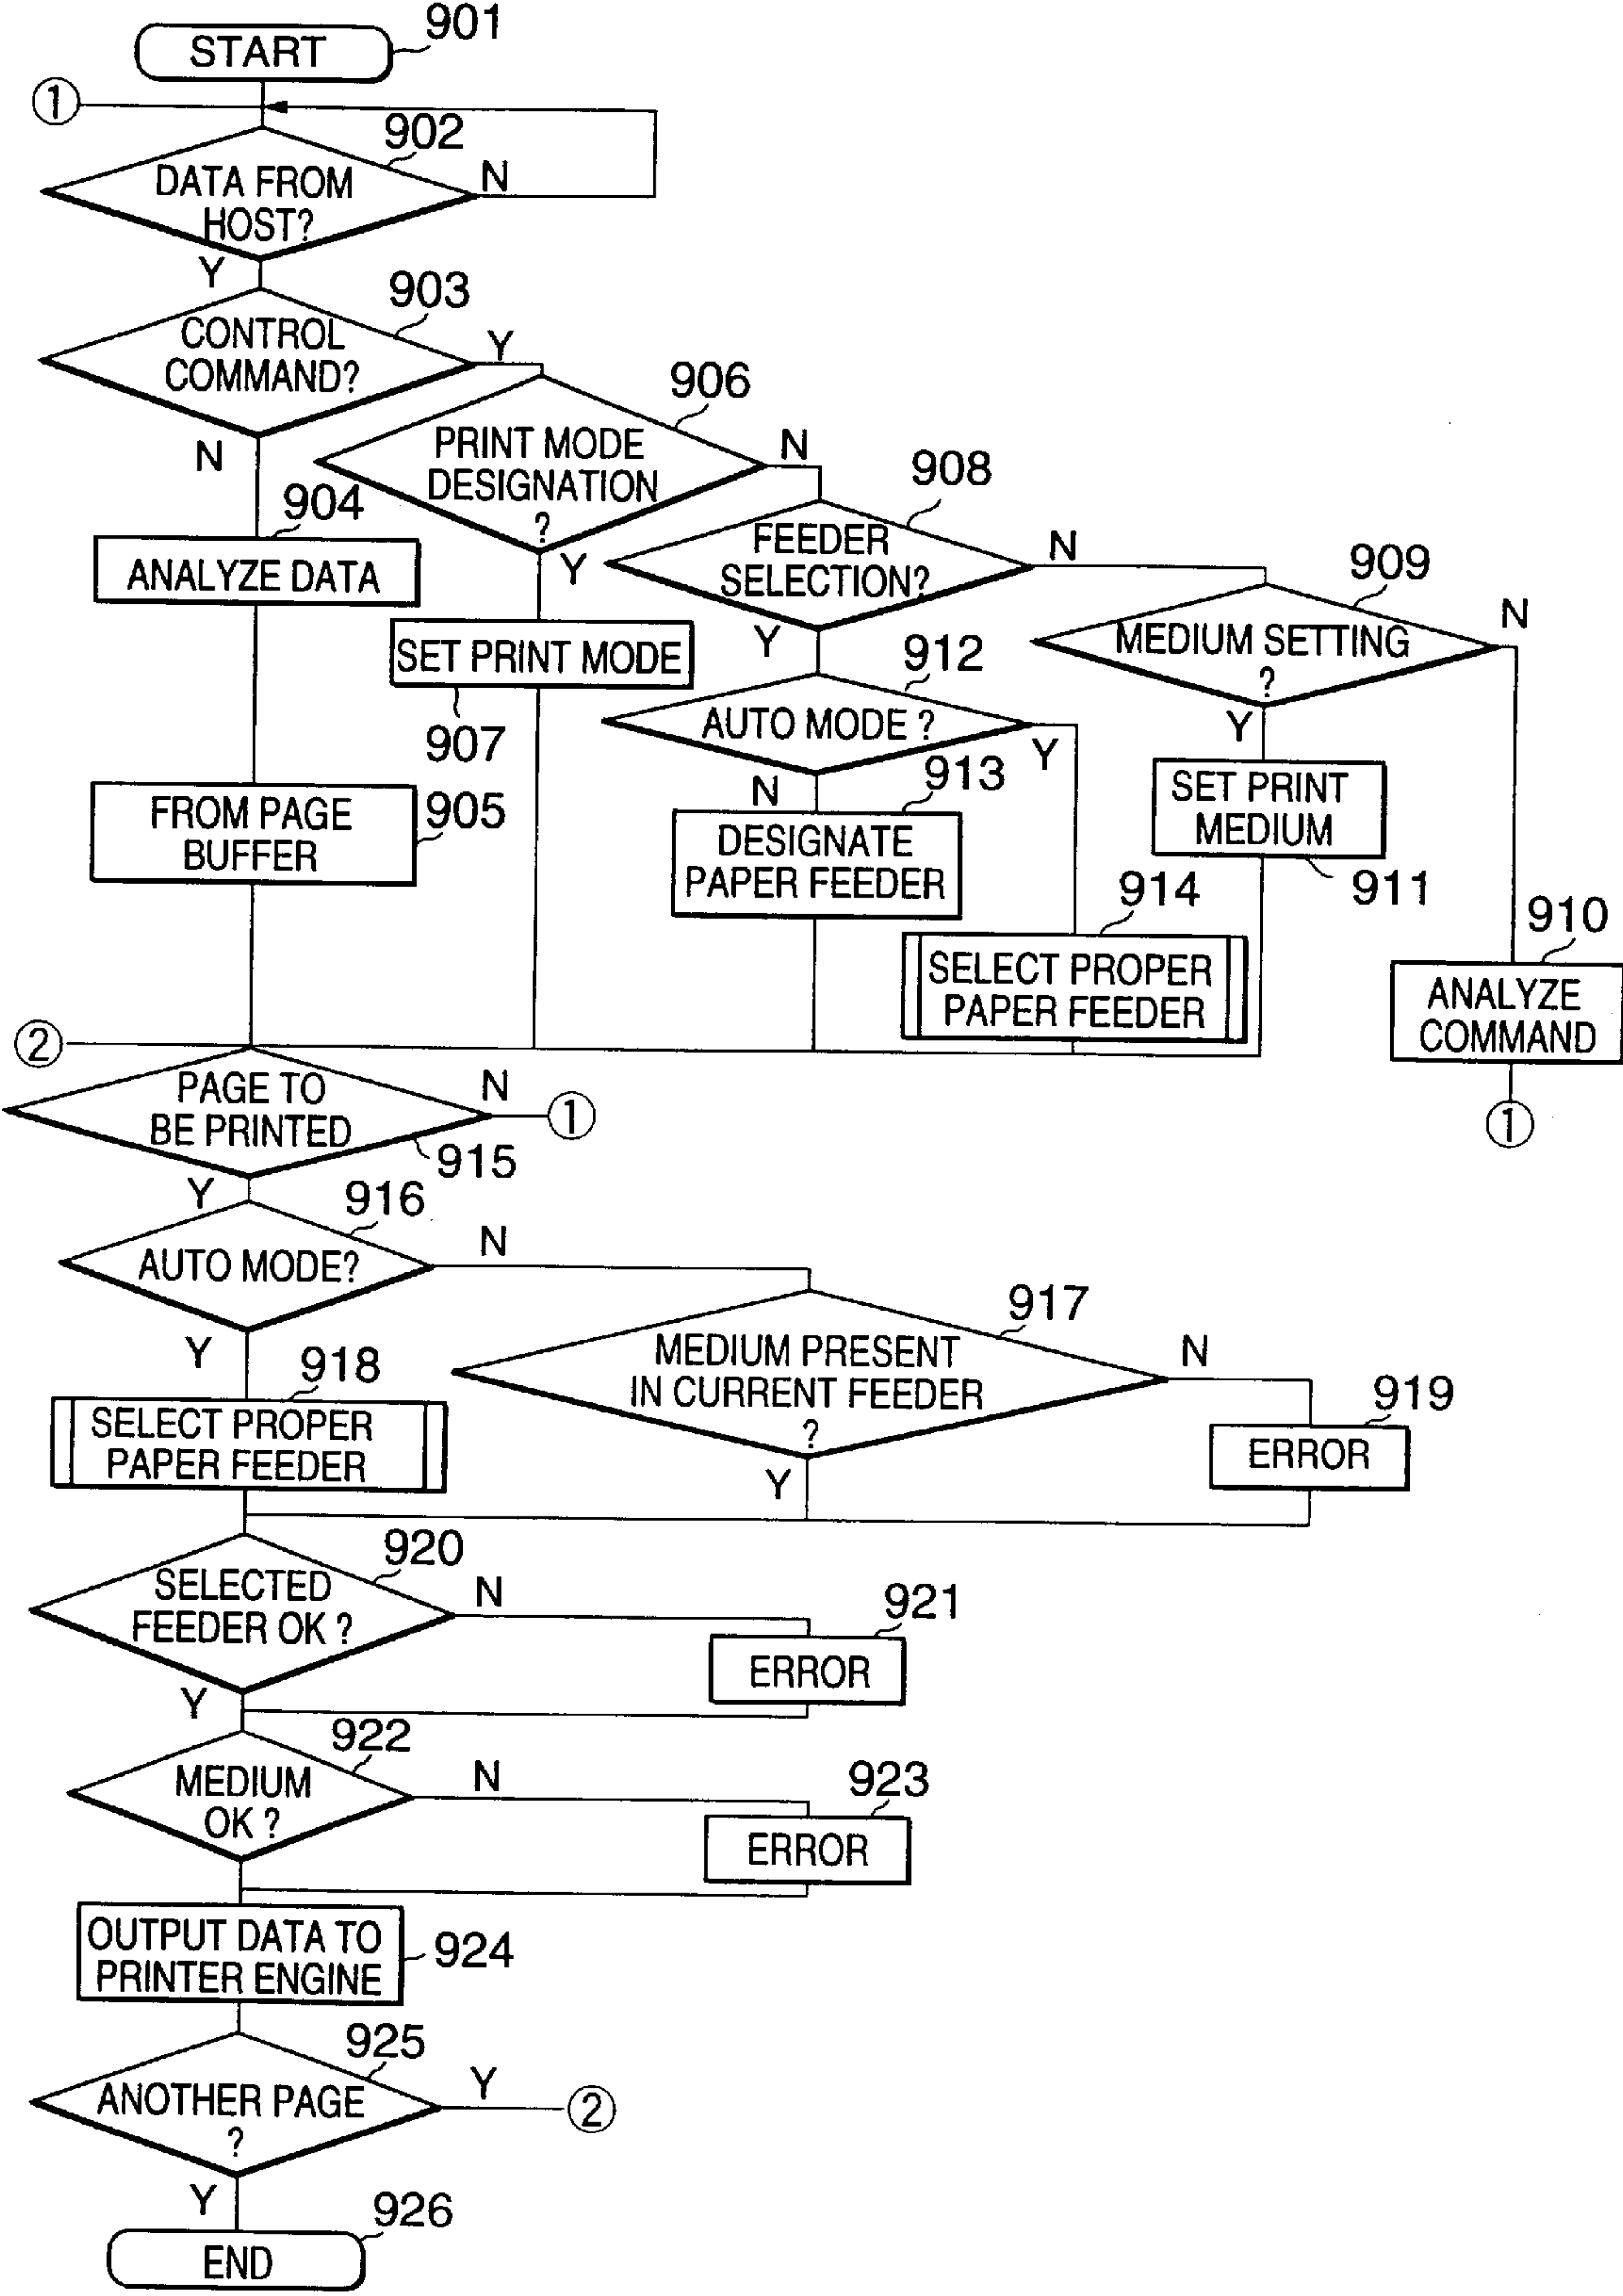 START
901
①
902
DATA FROM
HOST?
N
Y
903
CONTROL
COMMAND?
Y
N
906
PRINT MODE
DESIGNATION
?
N
Y
904
ANALYZE DATA
908
FEEDER
SELECTION?
N
Y
909
MEDIUM SETTING
?
N
Y
SET PRINT MODE
907
912
AUTO MODE ?
Y
N
FROM PAGE
BUFFER
905
913
DESIGNATE
PAPER FEEDER
SET PRINT
MEDIUM
911
914
SELECT PROPER
PAPER FEEDER
910
ANALYZE
COMMAND
①
②
PAGE TO
BE PRINTED
N
①
915
Y
916
AUTO MODE?
N
Y
917
MEDIUM PRESENT
IN CURRENT FEEDER
?
N
Y
918
SELECT PROPER
PAPER FEEDER
919
ERROR
920
SELECTED
FEEDER OK ?
N
Y
921
ERROR
922
MEDIUM
OK ?
N
923
ERROR
OUTPUT DATA TO
PRINTER ENGINE
924
925
ANOTHER PAGE
?
Y
②
Y
926
END